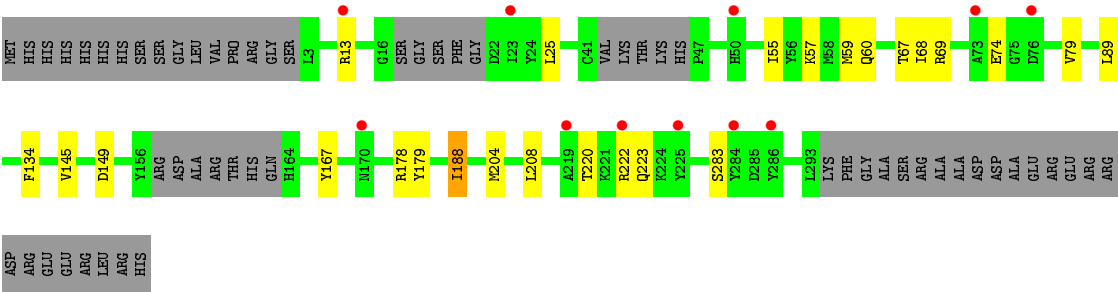 MET HIS HIS HIS HIS HIS HIS SER SER GLY LEU VAL PRO ARG GLY SER L3 R13 G16 SER GLY SER PHE GLY D22 I23 Y24 L25 C41 VAL LYS THR LYS HIS P47 H50 I55 Y56 K57 M58 M59 Q60 T67 I68 R69 A73 E74 G75 D76 V79 L89
F134 V145 D149 Y156 ARG ASP ALA ARG THR HIS GLN H164 Y167 N170 R178 Y179 I188 M204 L208 A219 T220 K221 R222 Q223 K224 Y225 S283 Y284 D285 Y286 L293 LYS PHE GLY ALA SER ARG ALA ALA ASP ASP ALA GLU ARG GLU ARG ARG
ASP ARG GLU GLU ARG LEU ARG HIS